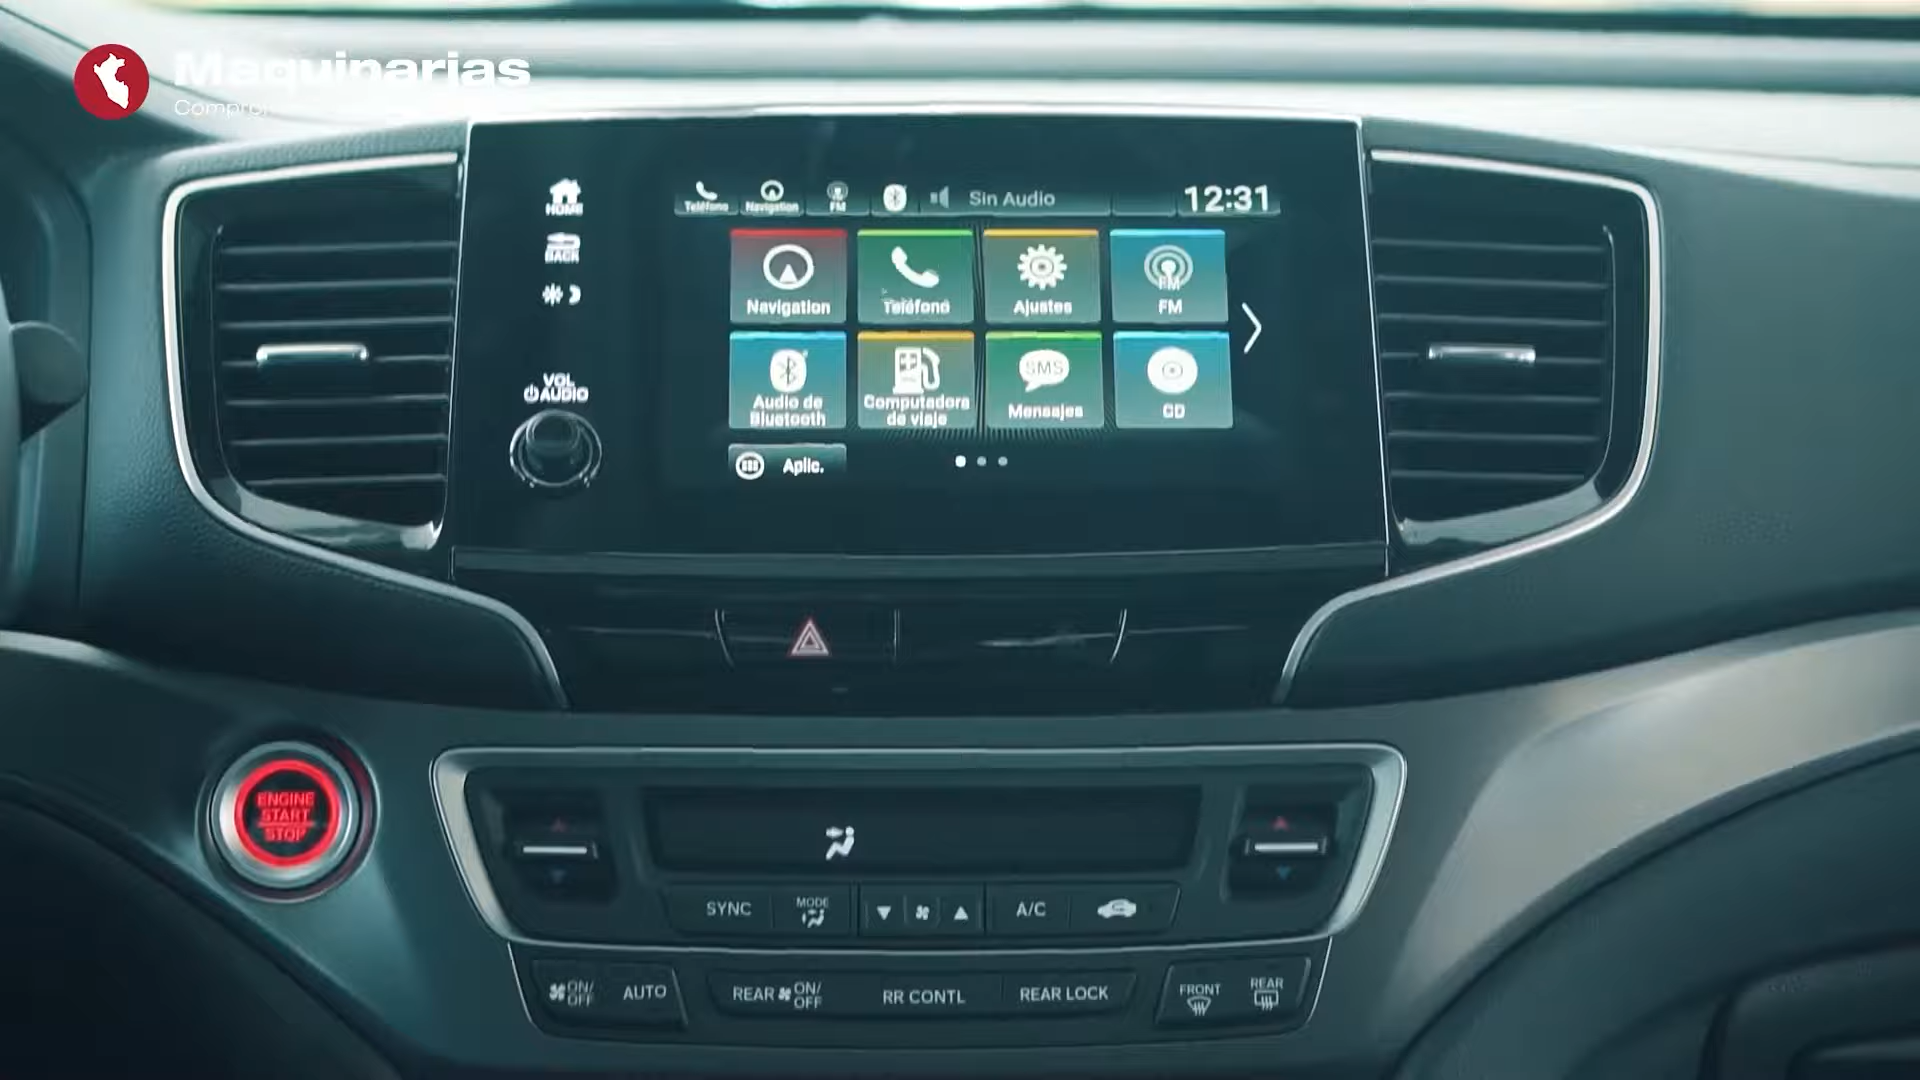 Maquinarias
HOME
BACK
VOL
AUDIO
Teléfono
Navigation
FM
Sin Audio
12:31
Navigation
Teléfono
Ajustes
FM
FM
Audio de
Bluetooth
Computadora
de viaje
SMS
Mensajes
CD
Aplic.
ENGINE
START
STOP
SYNC
MODE
A/C
ON/
OFF
AUTO
REAR ON/
OFF
RR CONTL
REAR LOCK
FRONT
REAR